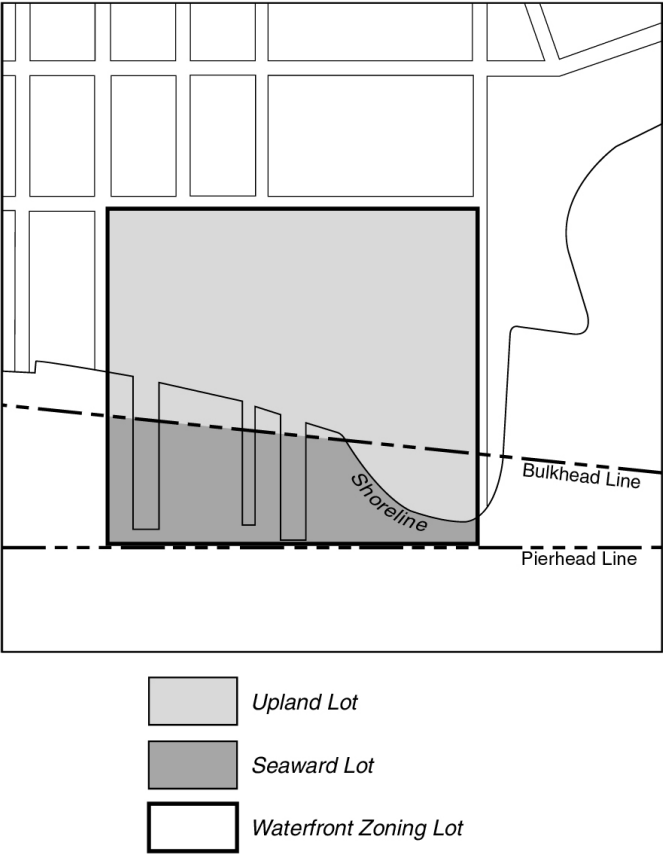 Bulkhead Line
Shoreline
Pierhead Line
Upland Lot
Seaward Lot
Waterfront Zoning Lot